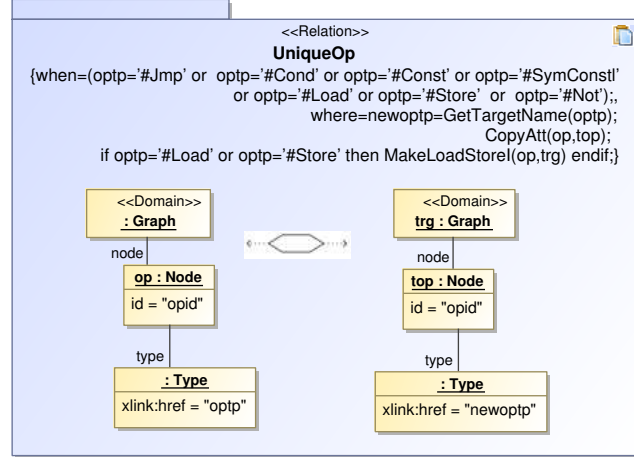 <<Relation>>
UniqueOp
{when=(optp='#Jmp' or optp='#Cond' or optp='#Const' or optp='#SymConstI'
or optp='#Load' or optp='#Store' or optp='#Not');,
where=newoptp=GetTargetName(optp);
CopyAtt(op,top);
if optp='#Load' or optp='#Store' then MakeLoadStoreI(op,trg) endif;}
<<Domain>>
: Graph
node
op : Node
id = "opid"
type
: Type
xlink:href = "optp"
<<Domain>>
trg : Graph
node
top : Node
id = "opid"
type
: Type
xlink:href = "newoptp"